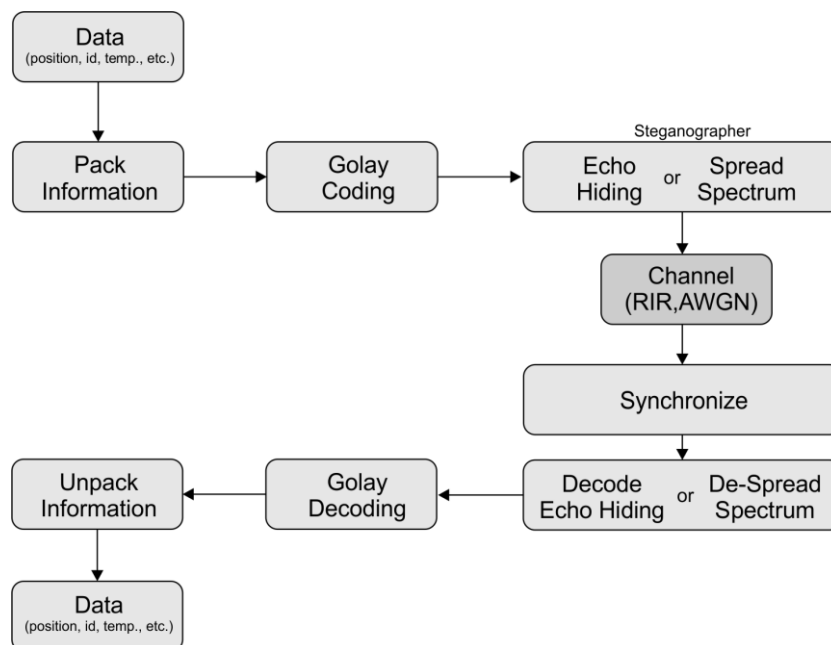 Data
(position, id, temp., etc.)
Pack
Information
Golay
Coding
Steganographer
Echo
Hiding
or
Spread
Spectrum
Channel
(RIR,AWGN)
Synchronize
Decode
Echo Hiding
or
De-Spread
Spectrum
Golay
Decoding
Unpack
Information
Data
(position, id, temp., etc.)